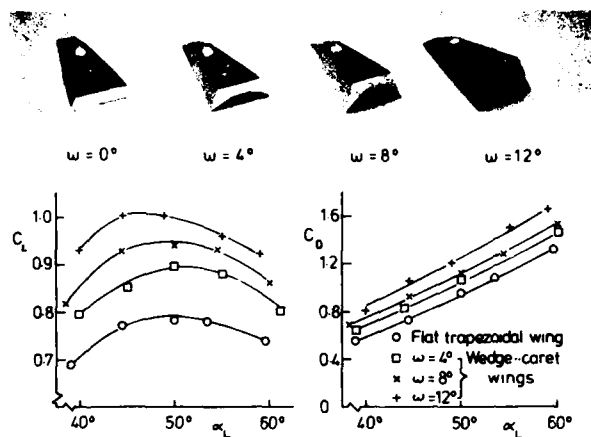 ω = 0° ω = 4° ω = 8° ω = 12°
C_L
1.0
0.9
0.8
0.7
40° 50° 60°
α_L
C_D
1.6
1.2
0.8
0.4
0
40° 50° α_L 60°
○ Flat trapezoidal wing
□ ω = 4° Wedge-caret
× ω = 8° wings
+ ω = 12°